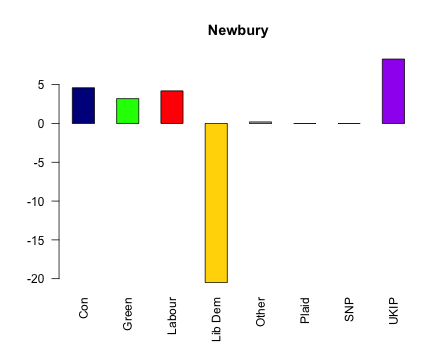 Newbury
5
0
-5
-10
-15
-20
Con
Green
Labour
Lib Dem
Other
Plaid
SNP
UKIP